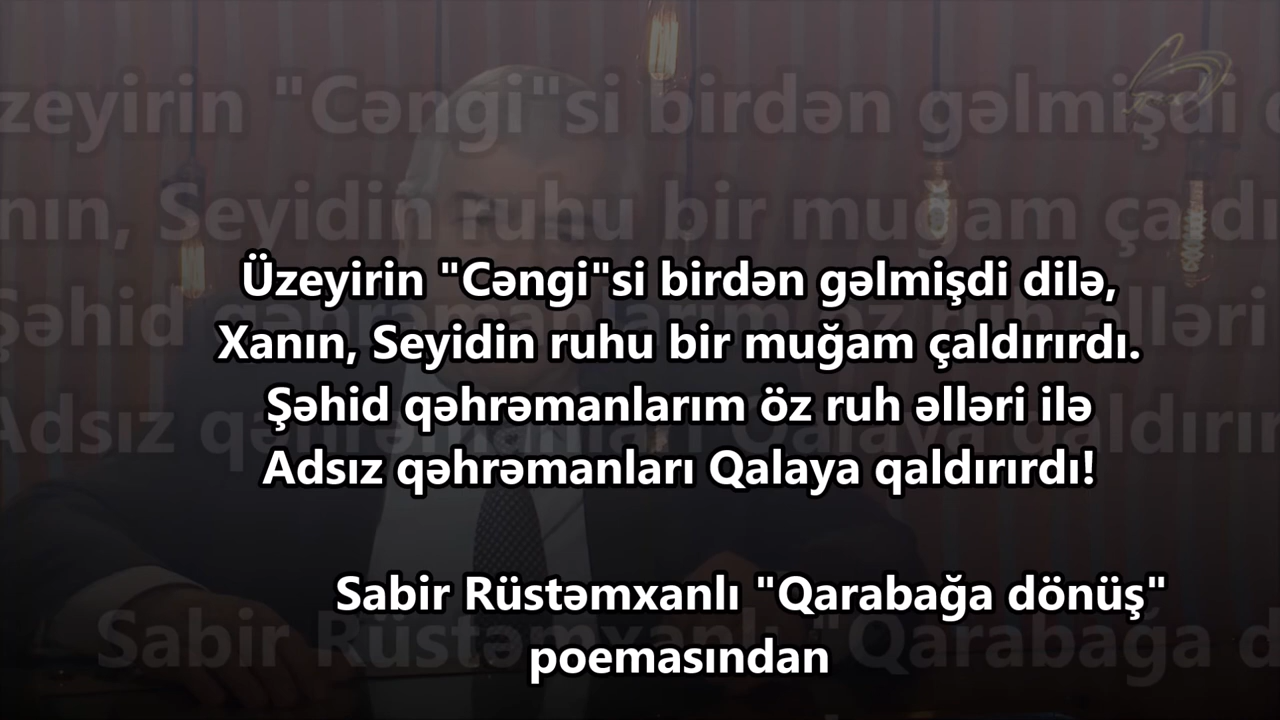 Üzeyirin "Cəngi"si birdən gəlmişdi dilə,
Xanın, Seyidin ruhu bir muğam çaldırırdı.
Şəhid qəhrəmanlarım öz ruh əlləri ilə
Adsız qəhrəmanları Qalaya qaldırırdı!
Sabir Rüstəmxanlı "Qarabağa dönüş"
poemasından